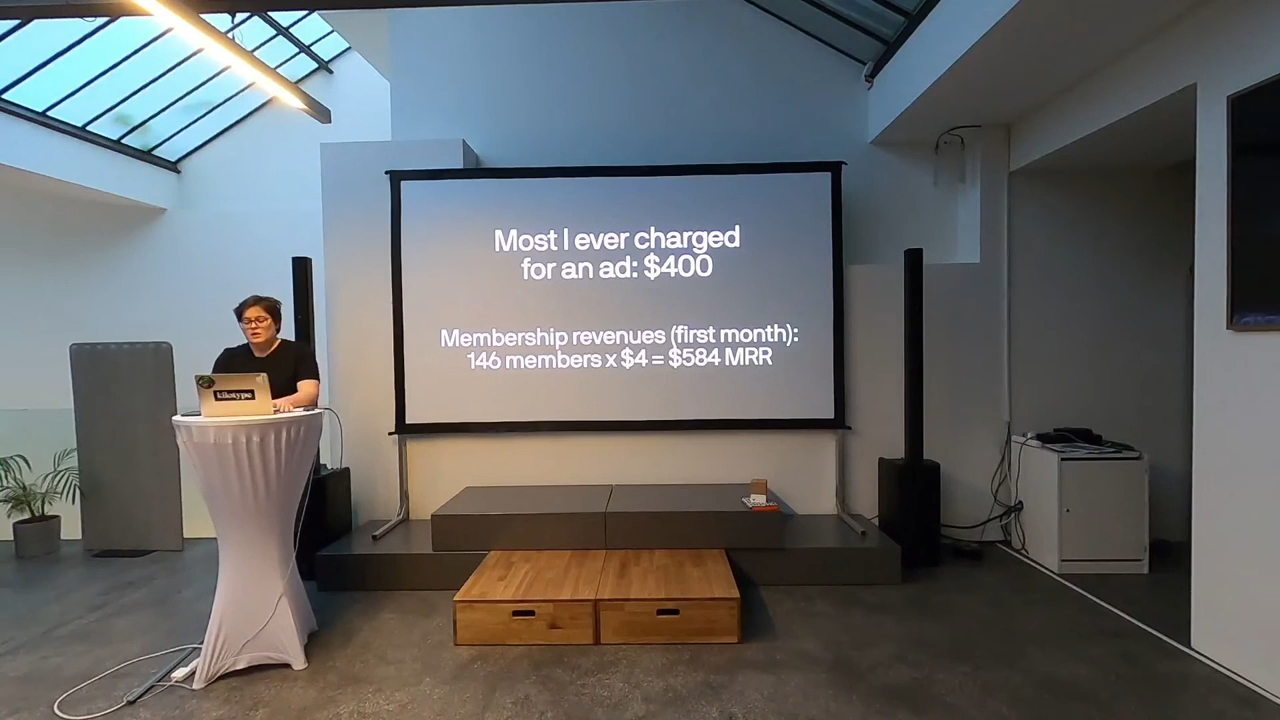 Most I ever charged
for an ad: $400
Membership revenues (first month):
146 members x $4 = $584 MRR